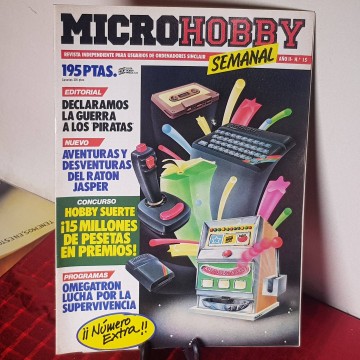 MICROHOBBY
SEMANAL
REVISTA INDEPENDIENTE PARA USUARIOS DE ORDENADORES SINCLAIR
AÑO II - N.º
195 PTAS.
EDITORIAL
DECLARAMOS
LA GUERRA
A LOS PIRATAS
NUEVO
AVENTURAS Y
DESVENTURAS
DEL RATON
JASPER
CONCURSO
HOBBY SUERTE
¡15 MILLONES
DE PESETAS
EN PREMIOS!
PROGRAMAS
OMEGATRON
LUCHA POR LA
SUPERVIVENCIA
¡¡Número
Extra!!